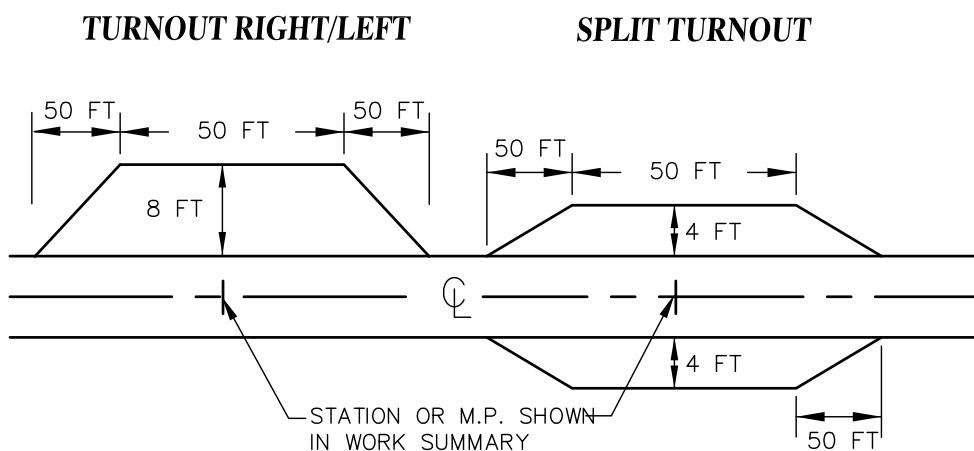 TURNOUT RIGHT/LEFT
SPLIT TURNOUT
50 FT
50 FT
50 FT
8 FT
50 FT
50 FT
4 FT
℄
4 FT
50 FT
STATION OR M.P. SHOWN
IN WORK SUMMARY